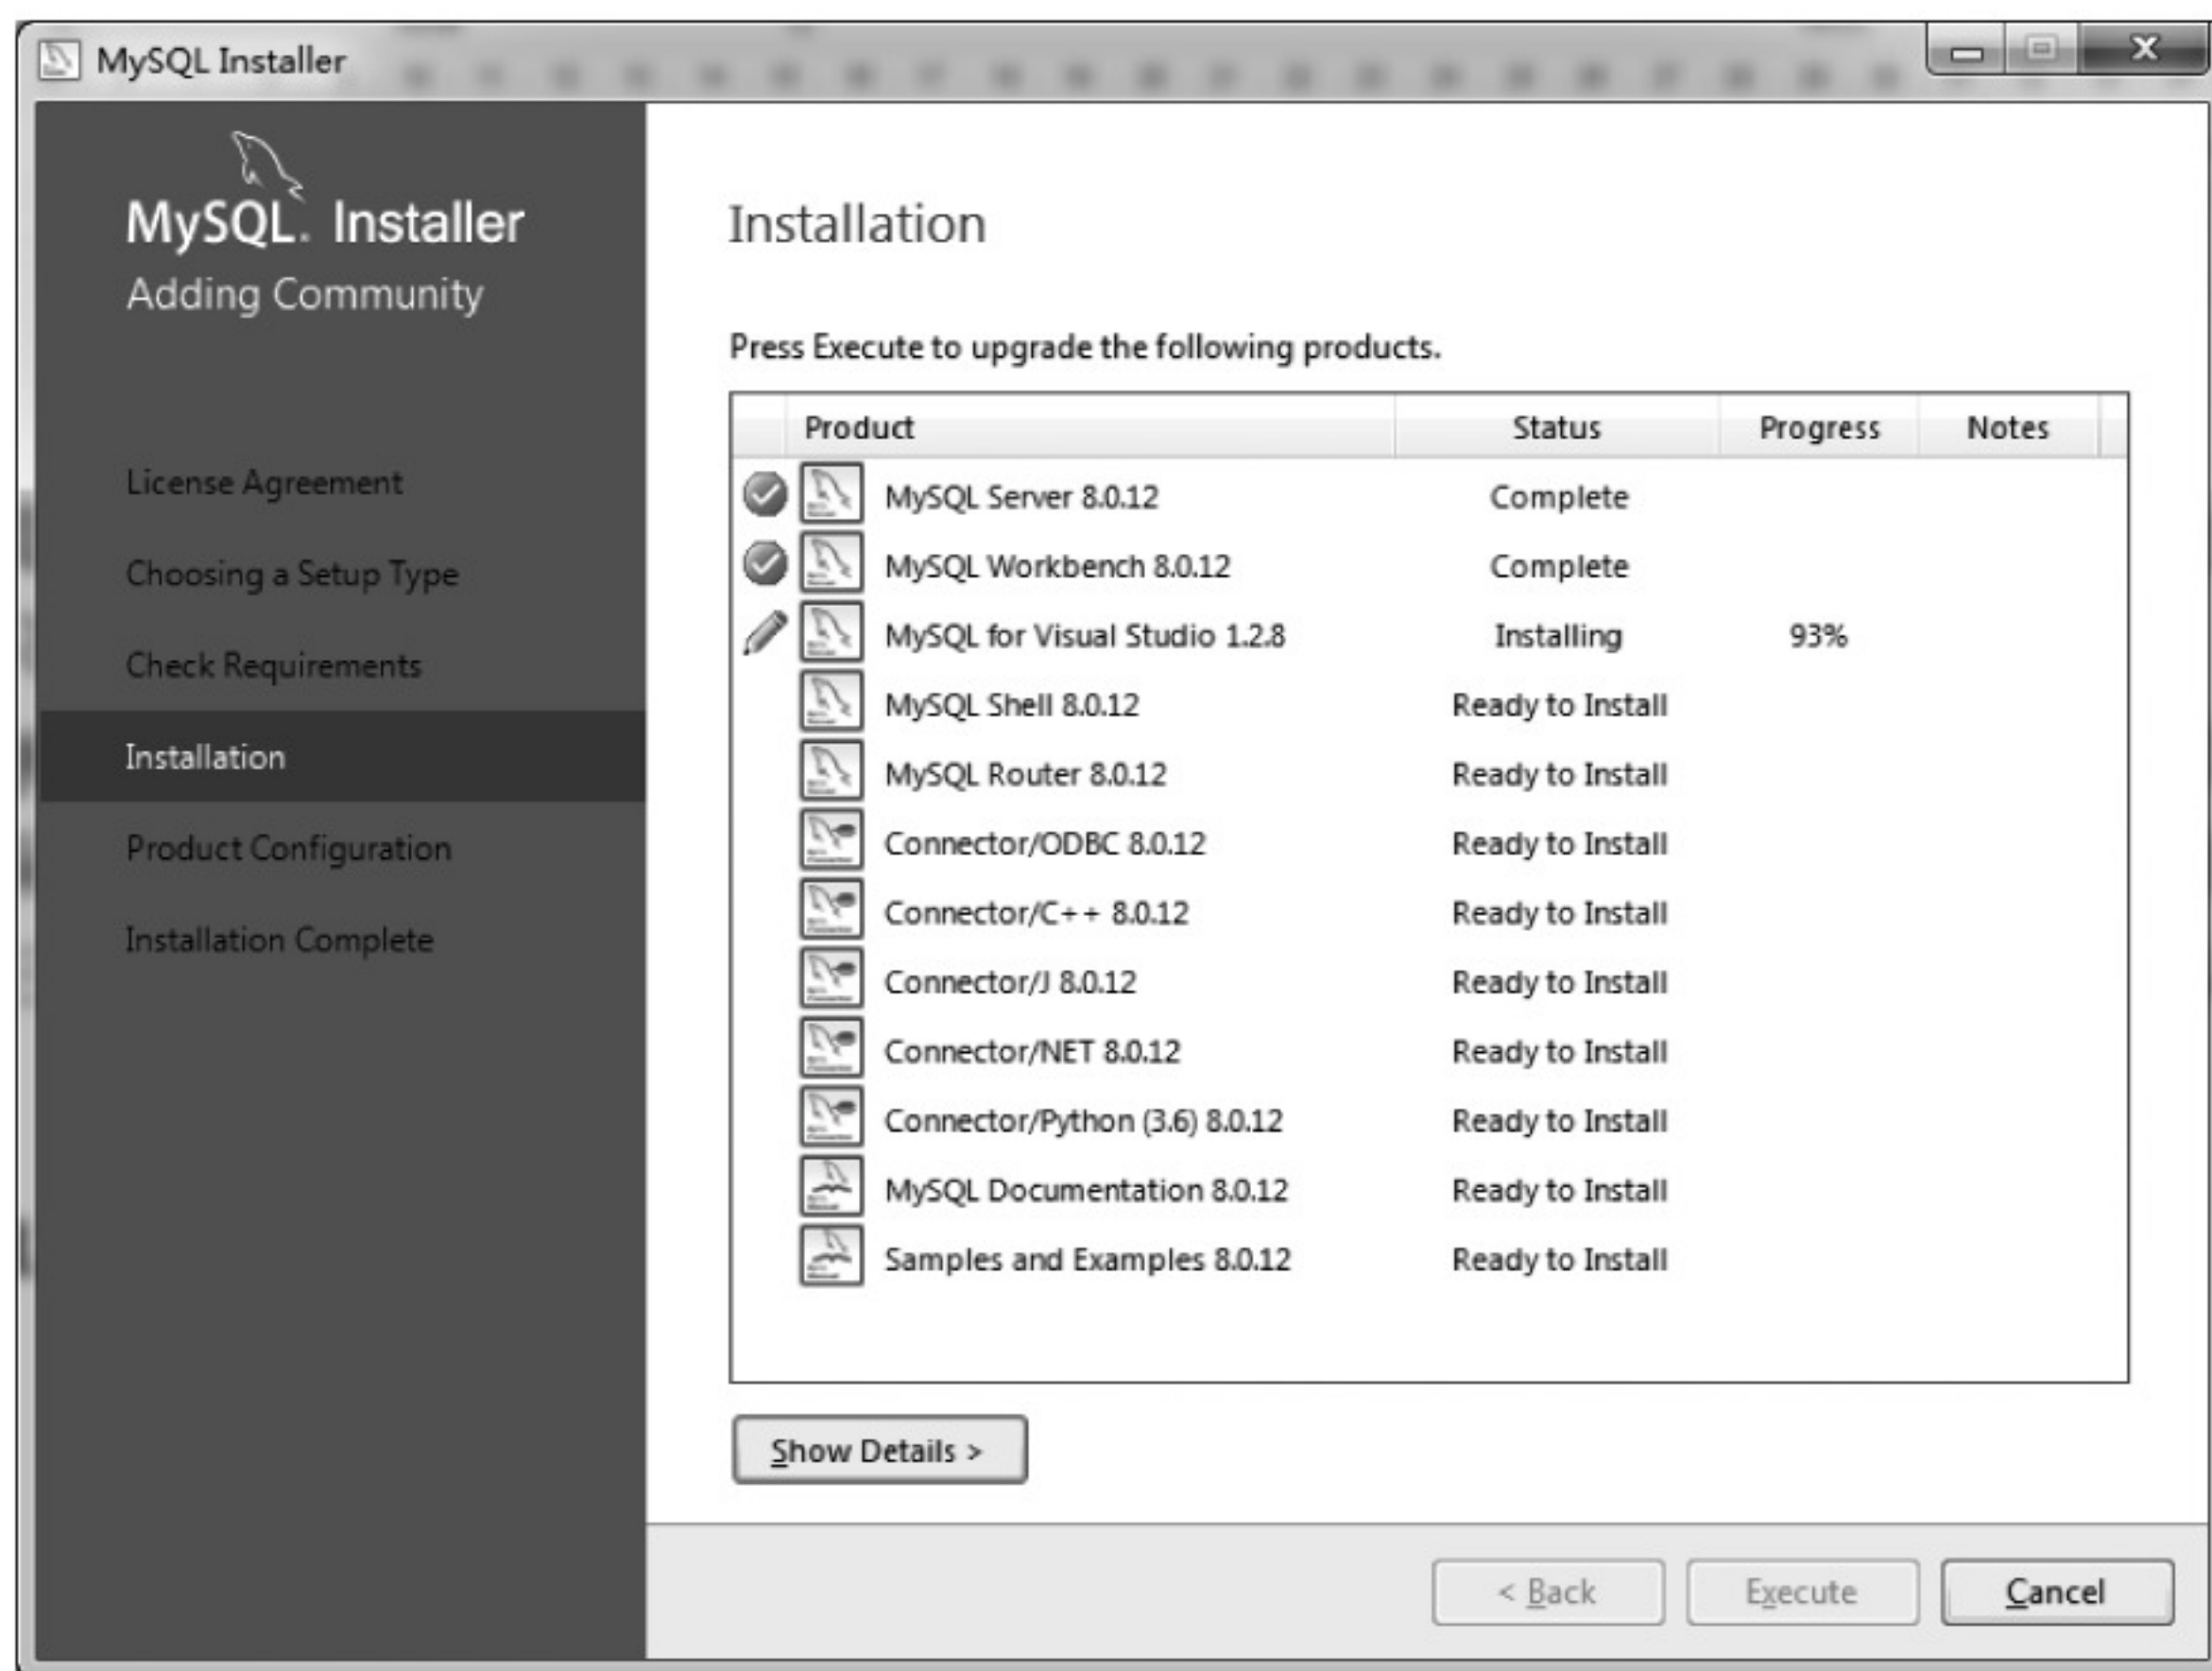 MySQL Installer
MySQL. Installer
Adding Community
License Agreement
Choosing a Setup Type
Check Requirements
Installation
Product Configuration
Installation Complete
Installation
Press Execute to upgrade the following products.
Product Status Progress Notes
MySQL Server 8.0.12 Complete
MySQL Workbench 8.0.12 Complete
MySQL for Visual Studio 1.2.8 Installing 93%
MySQL Shell 8.0.12 Ready to Install
MySQL Router 8.0.12 Ready to Install
Connector/ODBC 8.0.12 Ready to Install
Connector/C++ 8.0.12 Ready to Install
Connector/J 8.0.12 Ready to Install
Connector/NET 8.0.12 Ready to Install
Connector/Python (3.6) 8.0.12 Ready to Install
MySQL Documentation 8.0.12 Ready to Install
Samples and Examples 8.0.12 Ready to Install
Show Details >
< Back Execute Cancel